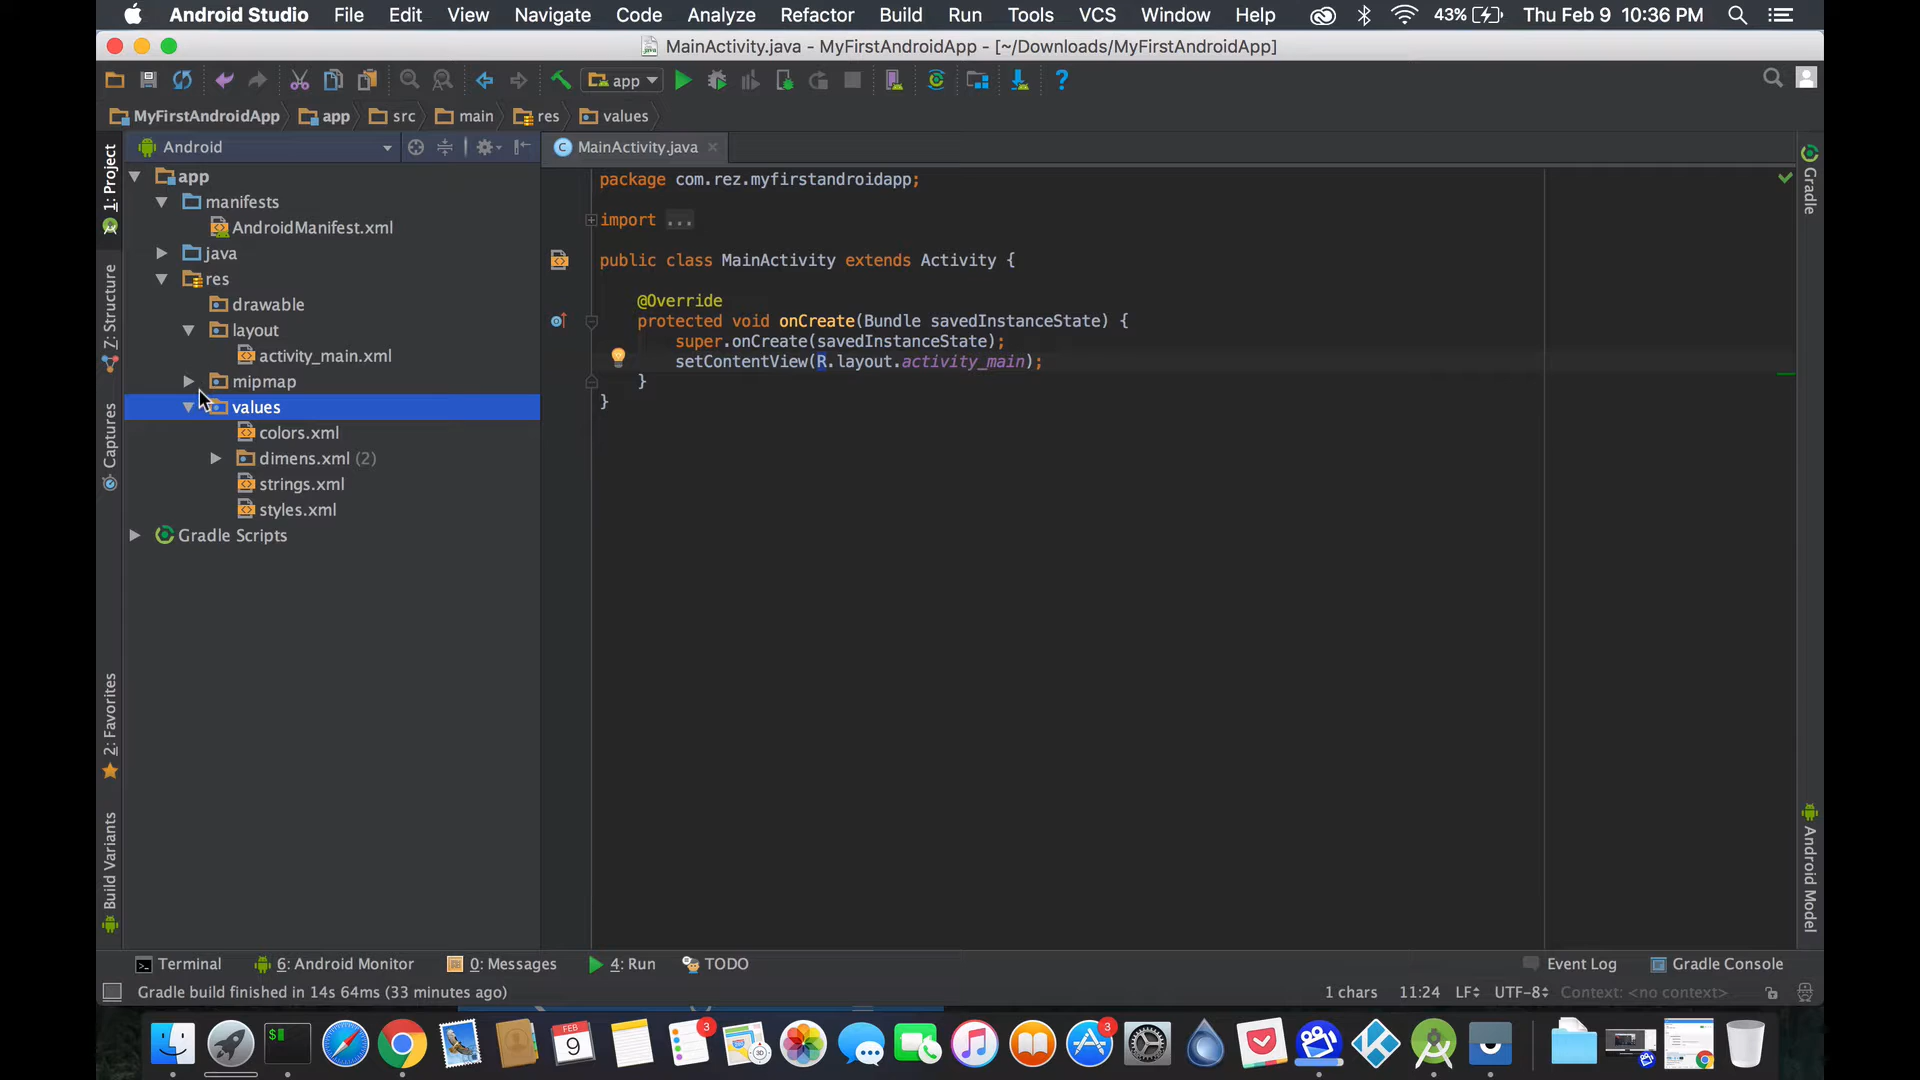 Android Studio File Edit View Navigate Code Analyze Refactor Build Run Tools VCS Window Help 43% Thu Feb 9 10:36 PM
MainActivity.java - MyFirstAndroidApp - [~/Downloads/MyFirstAndroidApp]
app
MyFirstAndroidApp app src main res values
Android
MainActivity.java
1: Project
Z: Structure
Captures
2: Favorites
Build Variants
app
manifests
AndroidManifest.xml
java
res
drawable
layout
activity_main.xml
mipmap
values
colors.xml
dimens.xml (2)
strings.xml
styles.xml
Gradle Scripts
package com.rez.myfirstandroidapp;
import ...
public class MainActivity extends Activity {
@Override
protected void onCreate(Bundle savedInstanceState) {
super.onCreate(savedInstanceState);
setContentView(R.layout.activity_main);
}
}
Gradle
Android Model
Terminal 6: Android Monitor 0: Messages 4: Run TODO Event Log Gradle Console
Gradle build finished in 14s 64ms (33 minutes ago) 1 chars 11:24 LF UTF-8 Context: <no context>
$
FEB
9
3
3